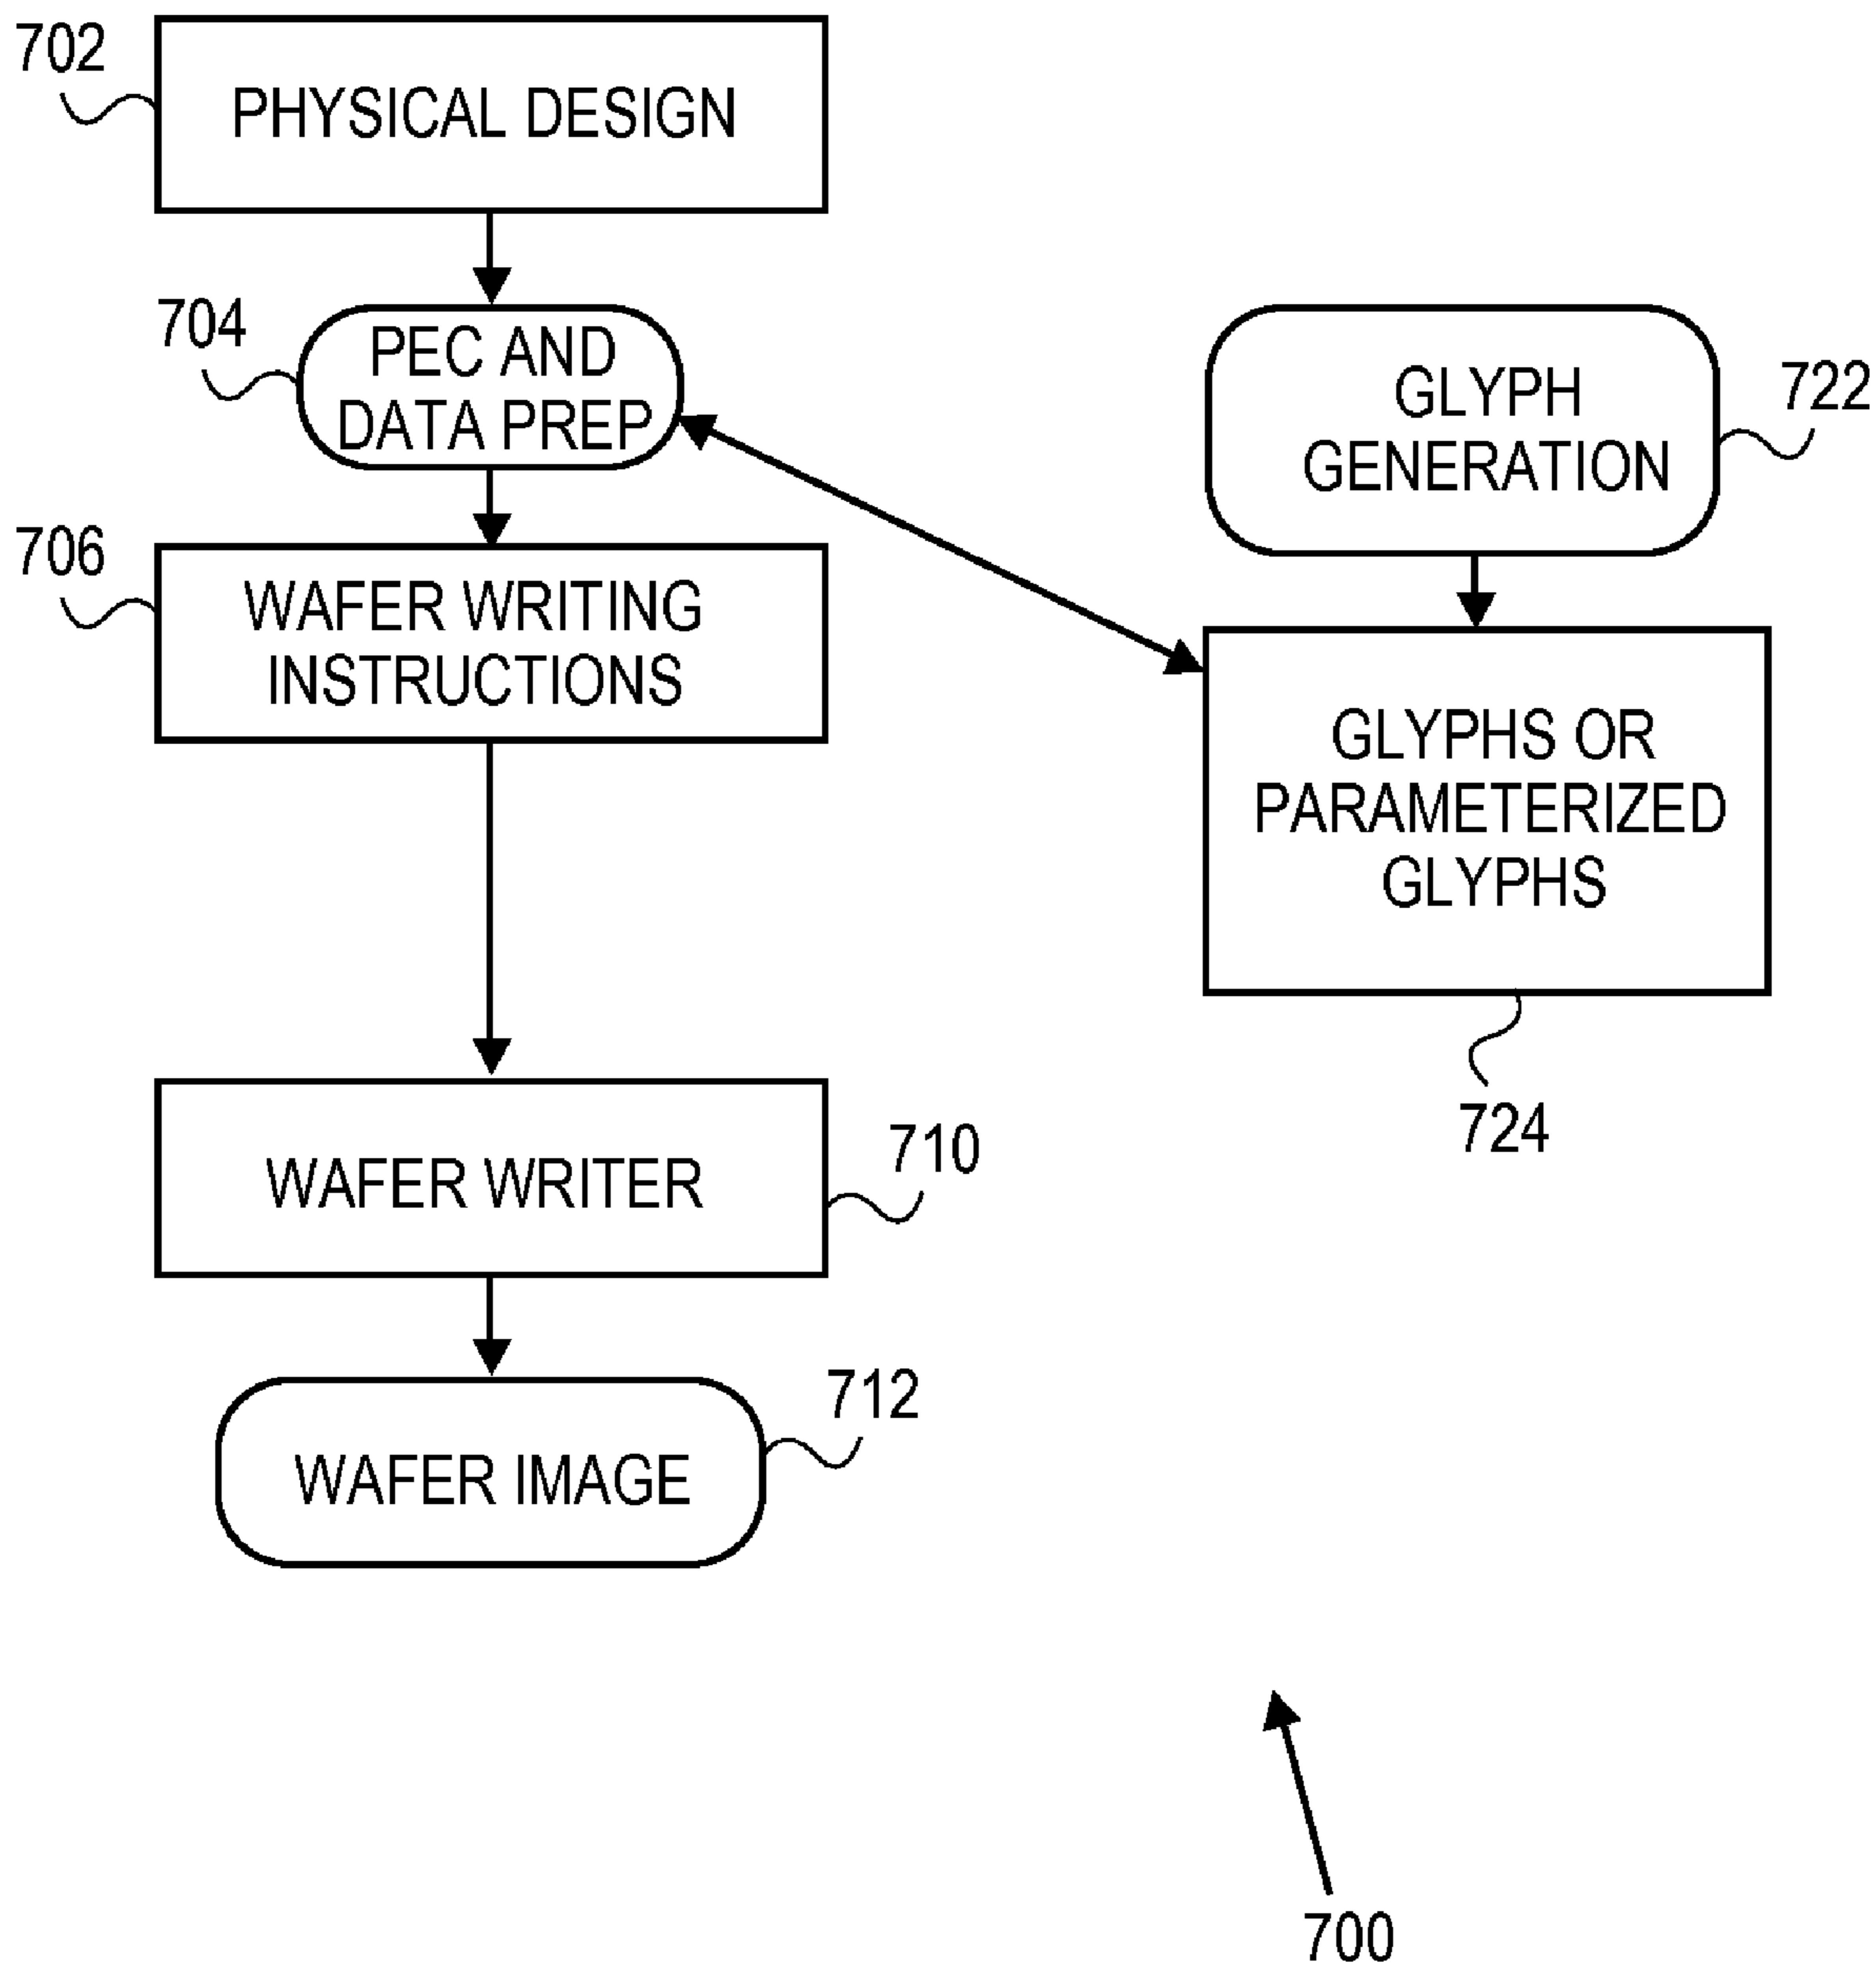 702
PHYSICAL DESIGN
704
PEC AND
DATA PREP
GLYPH
GENERATION
722
706
WAFER WRITING
INSTRUCTIONS
GLYPHS OR
PARAMETERIZED
GLYPHS
724
WAFER WRITER
710
WAFER IMAGE
712
700